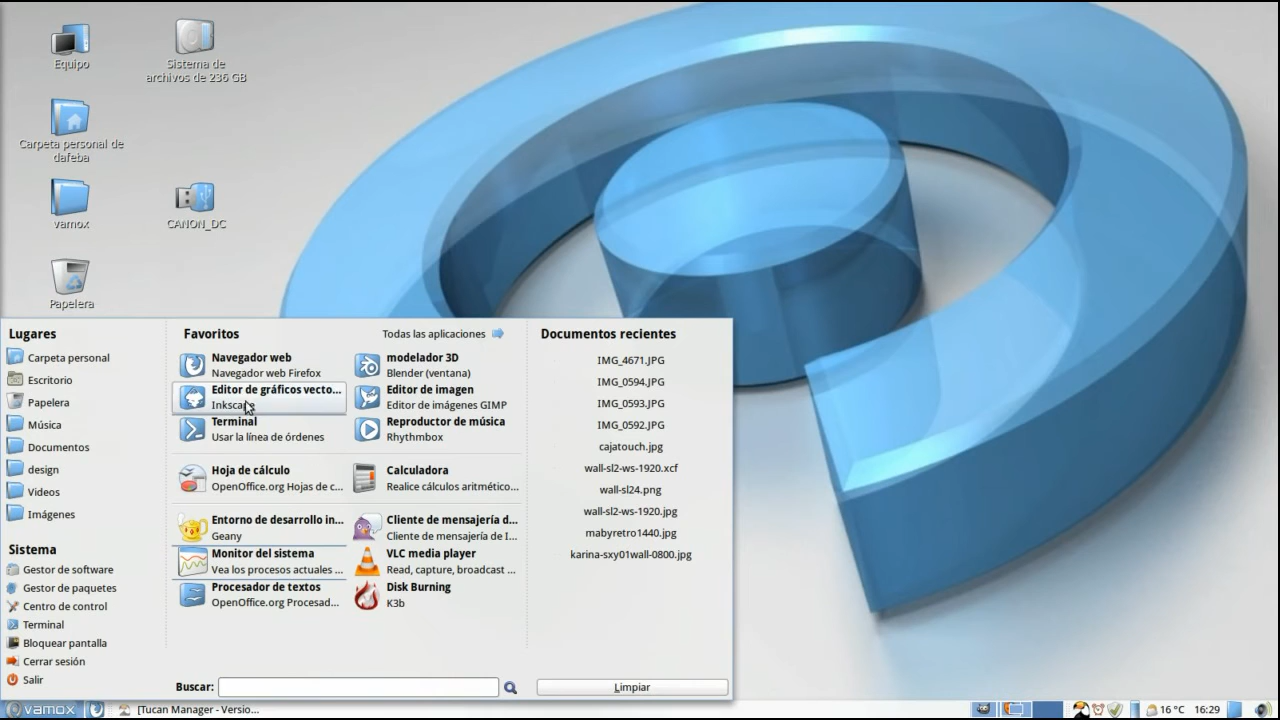 Equipo
Sistema de
archivos de 236 GB
Carpeta personal de
dafeba
vamox
CANON_DC
Papelera
Lugares
Carpeta personal
Escritorio
Papelera
Música
Documentos
design
Videos
Imágenes
Sistema
Gestor de software
Gestor de paquetes
Centro de control
Terminal
Bloquear pantalla
Cerrar sesión
Salir
Favoritos
Todas las aplicaciones
Navegador web
Navegador web Firefox
Editor de gráficos vecto...
Terminal
Usar la línea de órdenes
modelador 3D
Blender (ventana)
Editor de imagen
Editor de imágenes GIMP
Reproductor de música
Rhythmbox
Hoja de cálculo
OpenOffice.org Hojas de c...
Calculadora
Realice cálculos aritmético...
Entorno de desarrollo in...
Geany
Monitor del sistema
Vea los procesos actuales ...
Procesador de textos
OpenOffice.org Procesad...
Cliente de mensajería d...
Cliente de mensajería de I...
VLC media player
Read, capture, broadcast ...
Disk Burning
K3b
Documentos recientes
IMG_4671.JPG
IMG_0594.JPG
IMG_0593.JPG
IMG_0592.JPG
cajatouch.jpg
wall-sl2-ws-1920.xcf
wall-sl24.png
wall-sl2-ws-1920.jpg
mabyretro1440.jpg
karina-sxy01wall-0800.jpg
Buscar:
Limpiar
vamox
[Tucan Manager - Versio...
16 °C
16:29